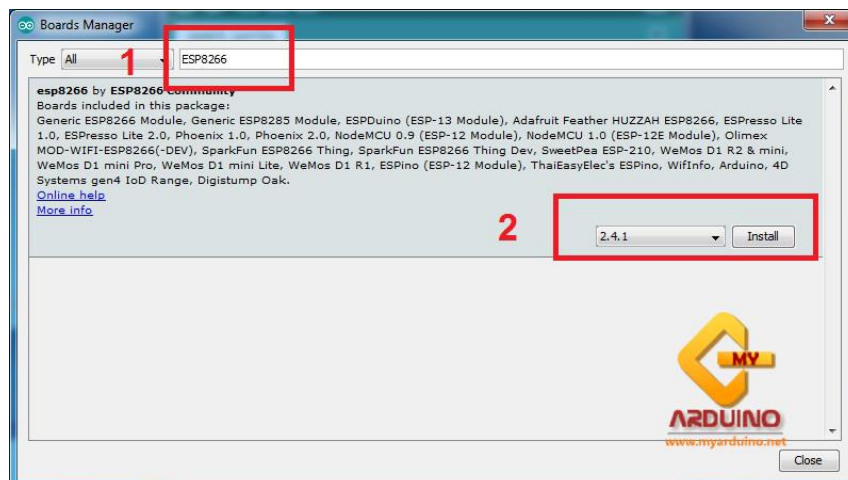 Boards Manager
Type All 1 ESP8266
esp8266 by ESP8266 Community
Boards included in this package:
Generic ESP8266 Module, Generic ESP8285 Module, ESPDuino (ESP-13 Module), Adafruit Feather HUZZAH ESP8266, ESPresso Lite
1.0, ESPresso Lite 2.0, Phoenix 1.0, Phoenix 2.0, NodeMCU 0.9 (ESP-12 Module), NodeMCU 1.0 (ESP-12E Module), Olimex
MOD-WIFI-ESP8266(-DEV), SparkFun ESP8266 Thing, SparkFun ESP8266 Thing Dev, SweetPea ESP-210, WeMos D1 R2 & mini,
WeMos D1 mini Pro, WeMos D1 mini Lite, WeMos D1 R1, ESPino (ESP-12 Module), ThaiEasyElec's ESPino, WifInfo, Arduino, 4D
Systems gen4 IoD Range, Digistump Oak.
Online help
More info
2 2.4.1 Install
MY
ARDUINO
www.myarduino.net
Close